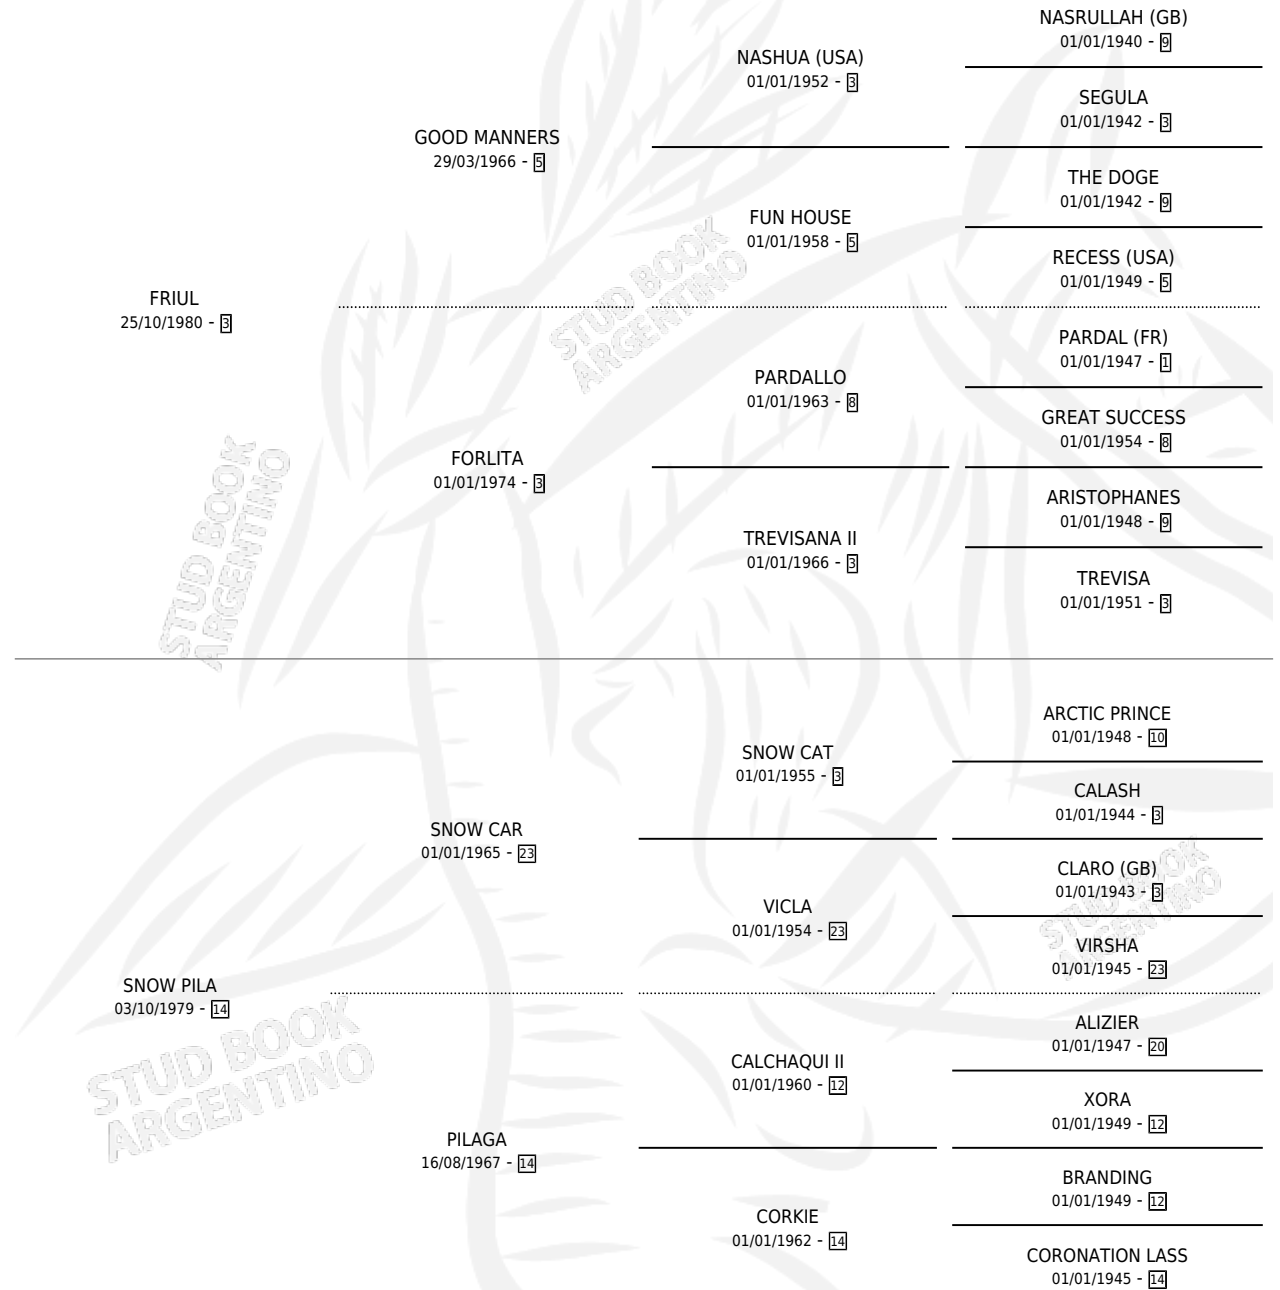 NASRULLAH (GB)
01/01/1940 - 9
NASHUA (USA)
01/01/1952 - 3
SEGULA
01/01/1942 - 3
GOOD MANNERS
29/03/1966 - 5
THE DOGE
01/01/1942 - 9
FUN HOUSE
01/01/1958 - 5
RECESS (USA)
01/01/1949 - 5
FRIUL
25/10/1980 - 3
PARDAL (FR)
01/01/1947 - 1
PARDALLO
01/01/1963 - 8
GREAT SUCCESS
01/01/1954 - 8
FORLITA
01/01/1974 - 3
ARISTOPHANES
01/01/1948 - 9
TREVISANA II
01/01/1966 - 3
TREVISA
01/01/1951 - 3
ARCTIC PRINCE
01/01/1948 - 10
SNOW CAT
01/01/1955 - 3
CALASH
01/01/1944 - 3
SNOW CAR
01/01/1965 - 23
CLARO (GB)
01/01/1943 - 3
VICLA
01/01/1954 - 23
VIRSHA
01/01/1945 - 23
SNOW PILA
03/10/1979 - 14
ALIZIER
01/01/1947 - 20
CALCHAQUI II
01/01/1960 - 12
XORA
01/01/1949 - 12
PILAGA
16/08/1967 - 14
BRANDING
01/01/1949 - 12
CORKIE
01/01/1962 - 14
CORONATION LASS
01/01/1945 - 14
STUD BOOK
ARGENTINO
STUD BOOK
ARGENTINO
STUD BOOK
ARGENTINO
STUD BOOK
ARGENTINO